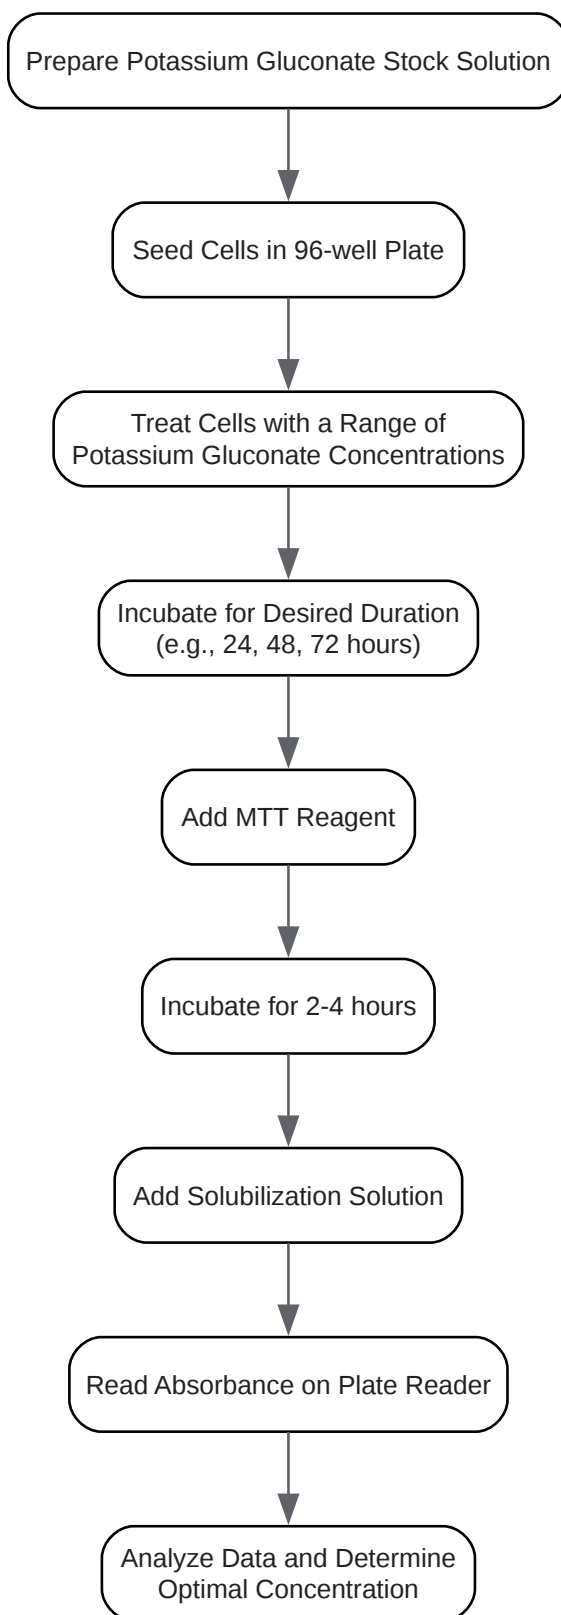 Prepare Potassium Gluconate Stock Solution
Seed Cells in 96-well Plate
Treat Cells with a Range of
Potassium Gluconate Concentrations
Incubate for Desired Duration
(e.g., 24, 48, 72 hours)
Add MTT Reagent
Incubate for 2-4 hours
Add Solubilization Solution
Read Absorbance on Plate Reader
Analyze Data and Determine
Optimal Concentration